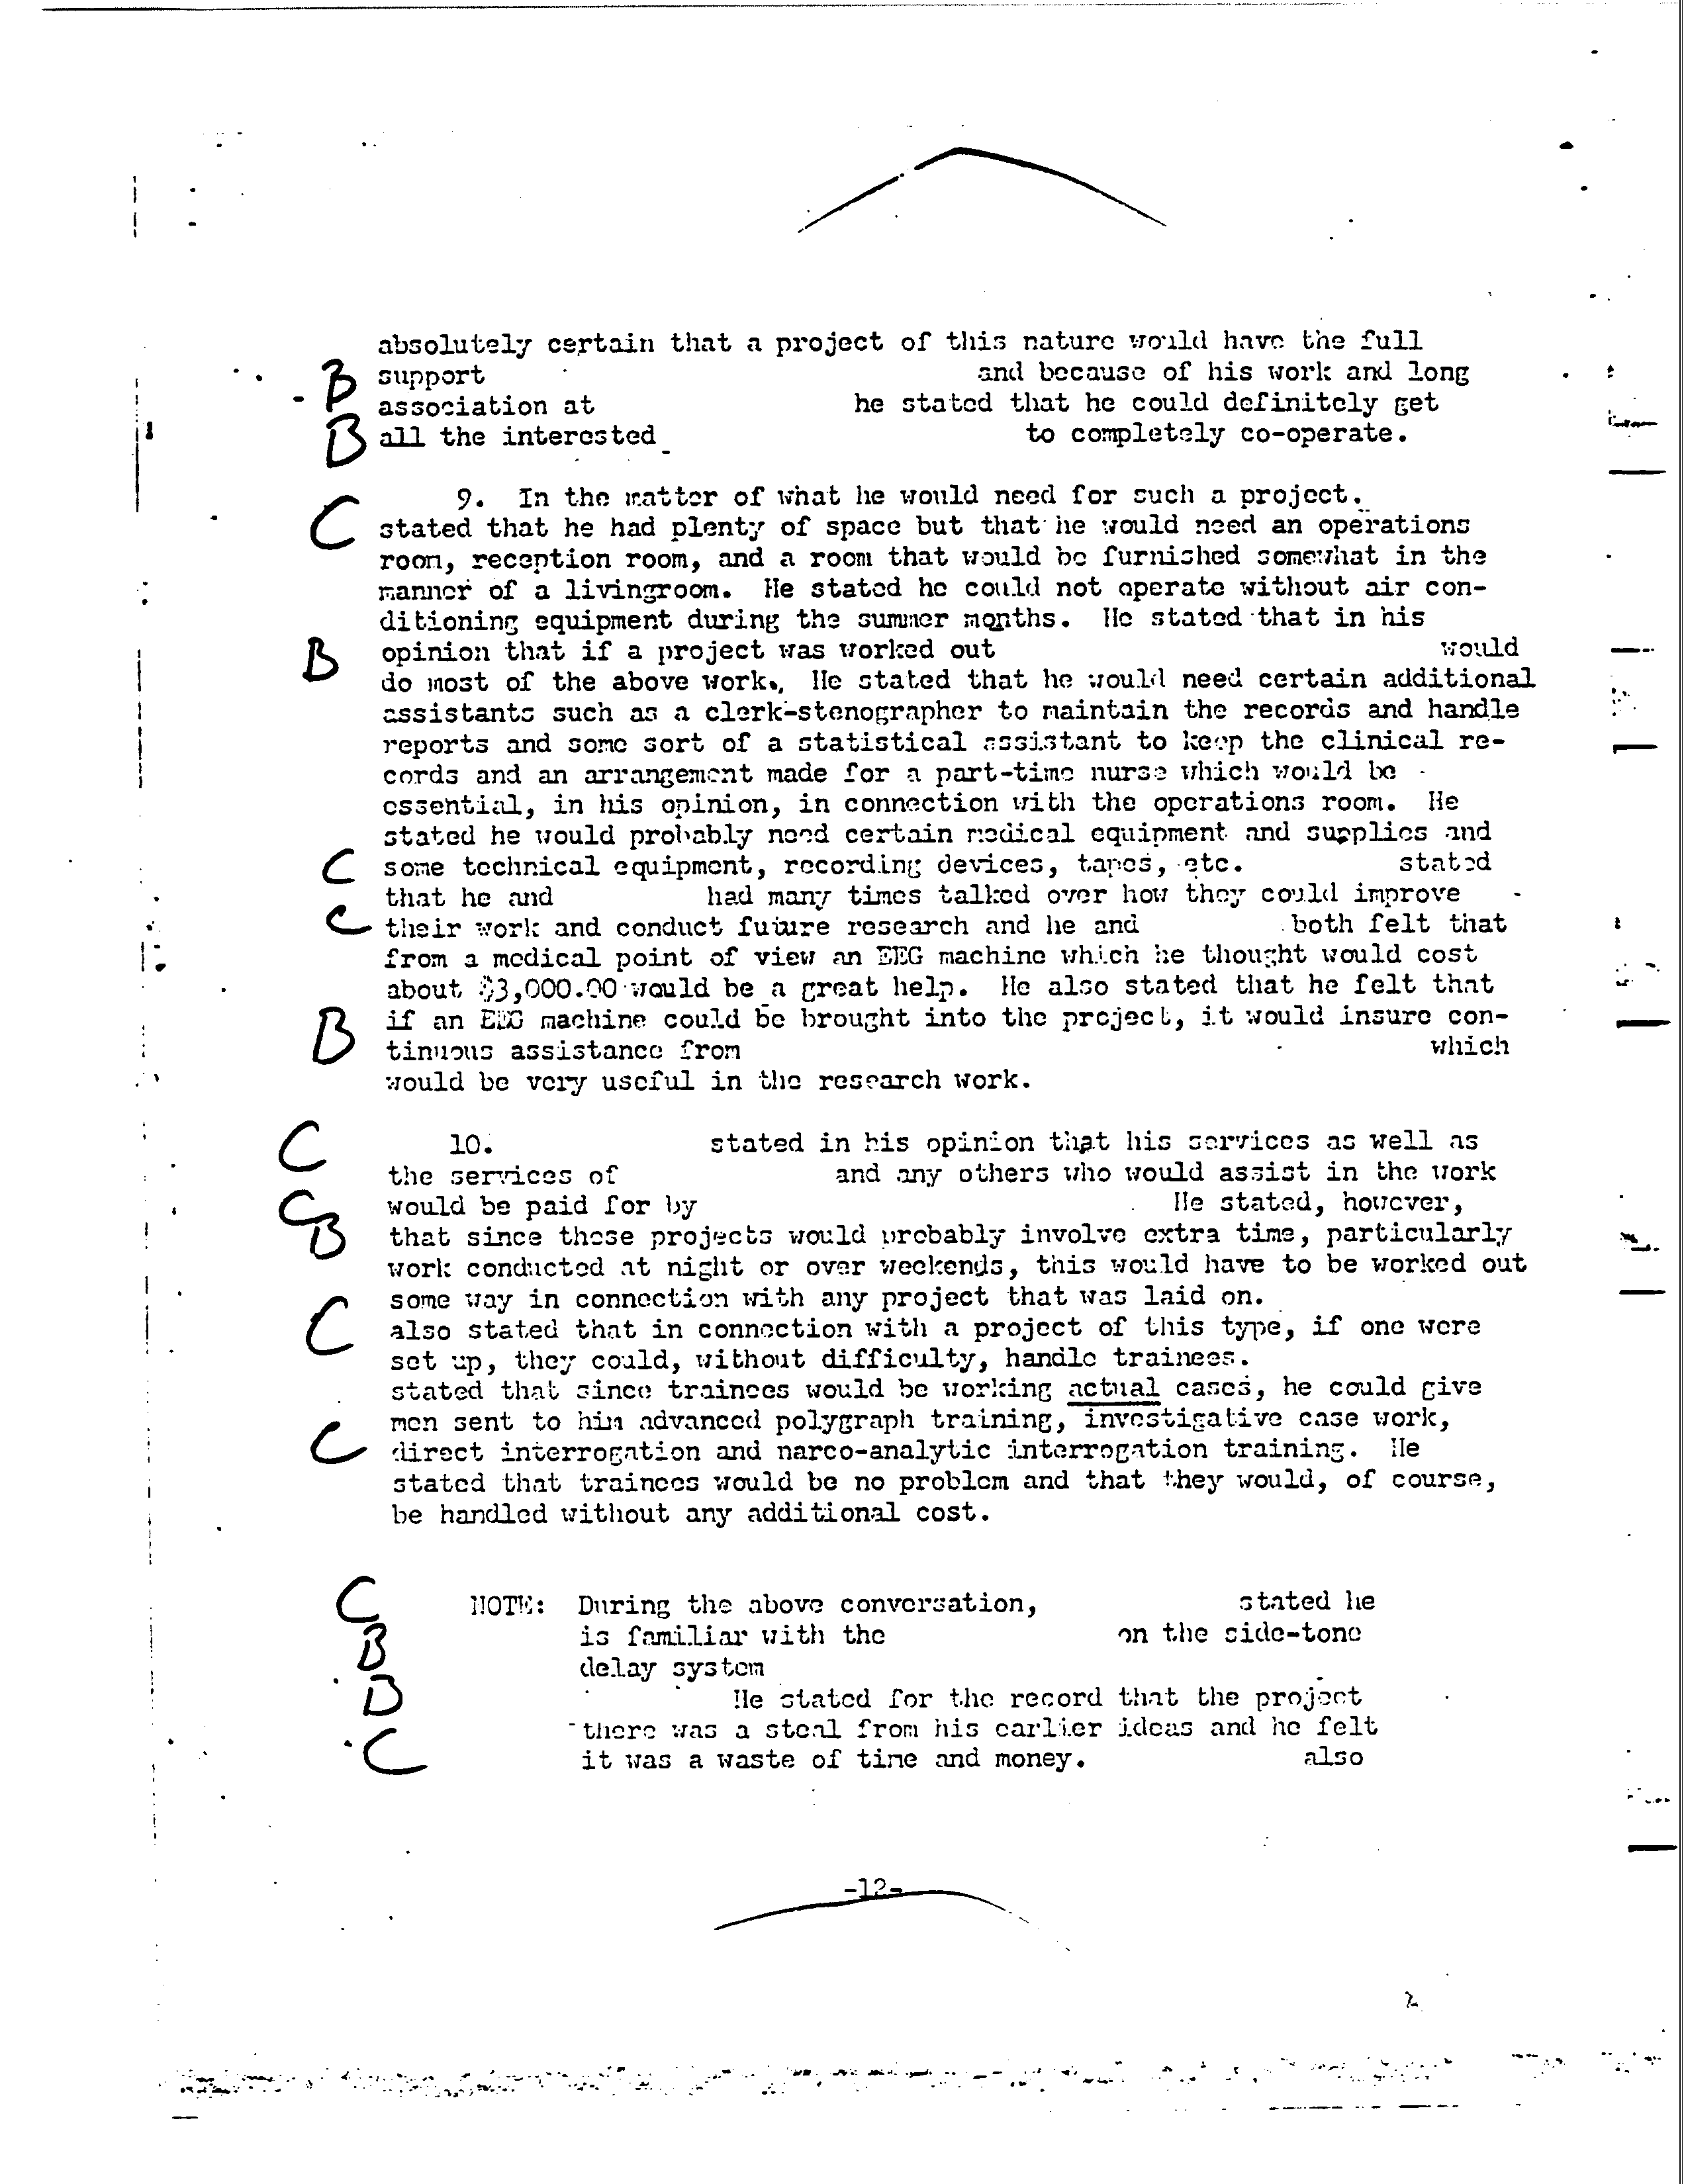 absolutely certain that a project of this nature would have the full
B support and because of his work and long
association at he stated that he could definitely get
B all the interested to completely co-operate.
9. In the matter of what he would need for such a project.
C stated that he had plenty of space but that he would need an operations
room, reception room, and a room that would be furnished somewhat in the
manner of a livingroom. He stated he could not operate without air con-
ditioning equipment during the summer months. He stated that in his
B opinion that if a project was worked out would
do most of the above work. He stated that he would need certain additional
assistants such as a clerk-stenographer to maintain the records and handle
reports and some sort of a statistical assistant to keep the clinical re-
cords and an arrangement made for a part-time nurse which would be
essential, in his opinion, in connection with the operations room. He
stated he would probably need certain medical equipment and supplies and
C some technical equipment, recording devices, tapes, etc. stated
that he and had many times talked over how they could improve
C their work and conduct future research and he and both felt that
from a medical point of view an EEG machine which he thought would cost
about $3,000.00 would be a great help. He also stated that he felt that
B if an EEG machine could be brought into the project, it would insure con-
tinuous assistance from which
would be very useful in the research work.
C 10. stated in his opinion that his services as well as
the services of and any others who would assist in the work
C would be paid for by He stated, however,
B that since these projects would probably involve extra time, particularly
work conducted at night or over weekends, this would have to be worked out
some way in connection with any project that was laid on.
C also stated that in connection with a project of this type, if one were
set up, they could, without difficulty, handle trainees.
stated that since trainees would be working actual cases, he could give
men sent to him advanced polygraph training, investigative case work,
C direct interrogation and narco-analytic interrogation training. He
stated that trainees would be no problem and that they would, of course,
be handled without any additional cost.
C NOTE: During the above conversation, stated he
B is familiar with the on the side-tone
delay system
B He stated for the record that the project
there was a steal from his earlier ideas and he felt
C it was a waste of time and money. also
-12-